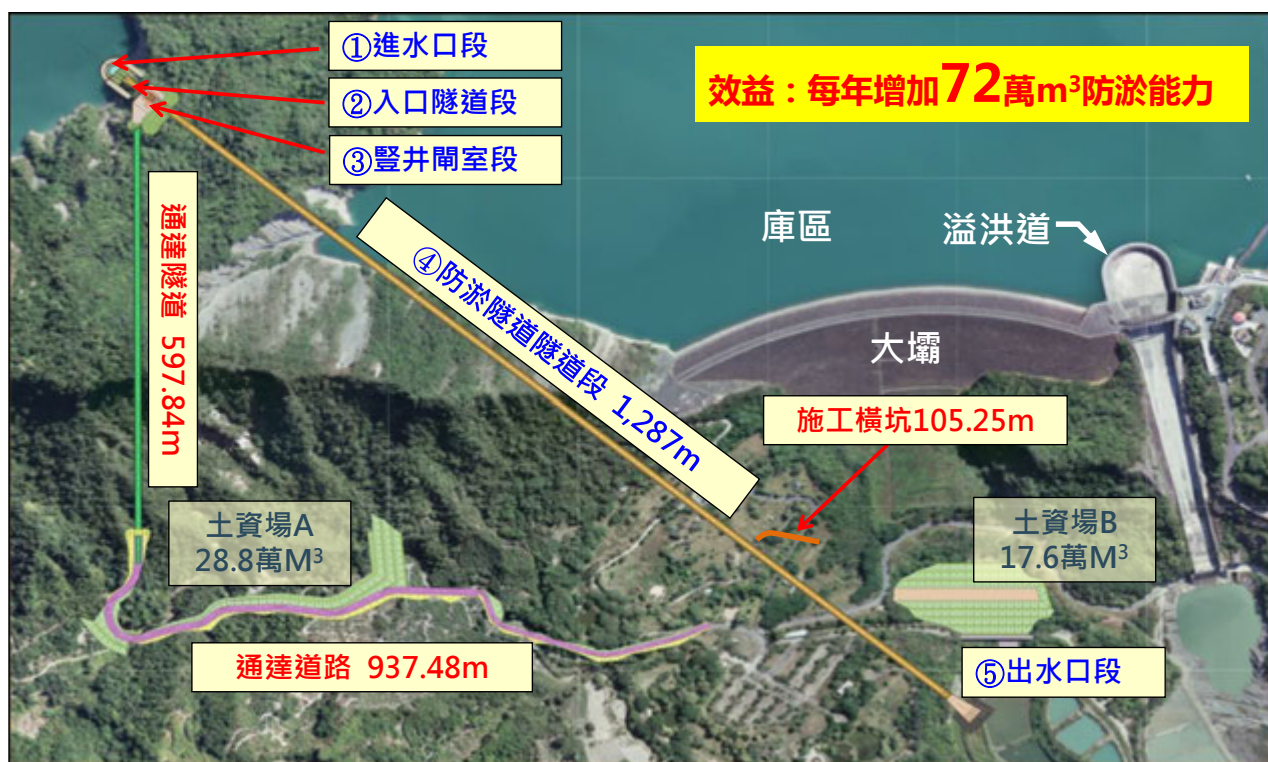 ①進水口段
②入口隧道段
③豎井閘室段
效益：每年增加72萬m³防淤能力
庫區
溢洪道
大壩
通達隧道 597.84m
④防淤隧道隧道段 1,287m
施工橫坑105.25m
土資場A
28.8萬M³
土資場B
17.6萬M³
通達道路 937.48m
⑤出水口段